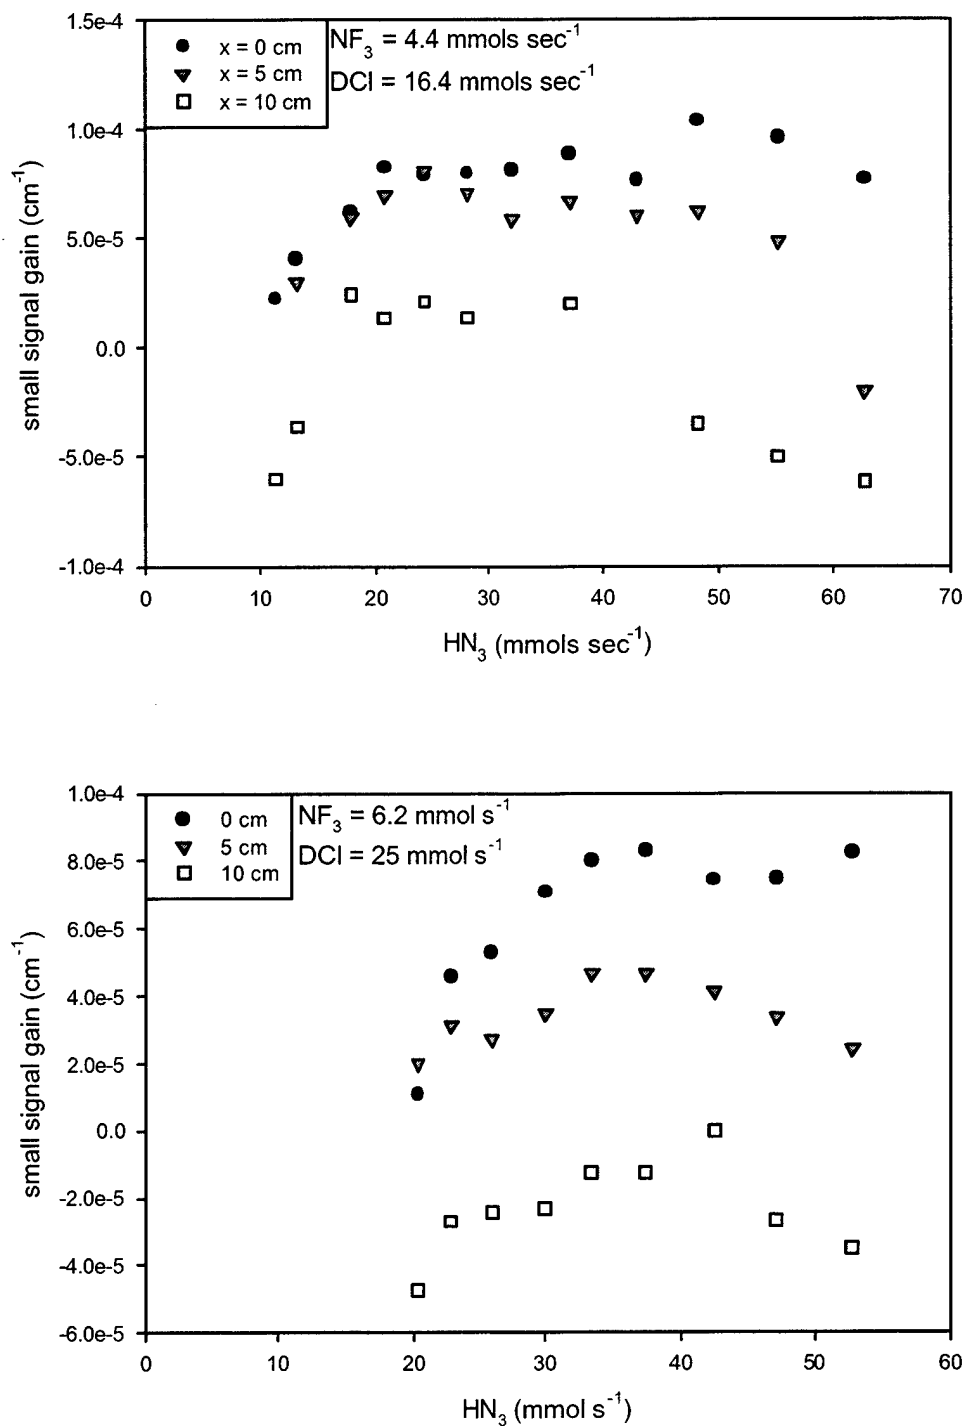 1.5e-4
x = 0 cm
x = 5 cm
x = 10 cm
NF₃ = 4.4 mmols sec⁻¹
DCl = 16.4 mmols sec⁻¹
1.0e-4
5.0e-5
0.0
-5.0e-5
-1.0e-4
small signal gain (cm⁻¹)
0 10 20 30 40 50 60 70
HN₃ (mmols sec⁻¹)
1.0e-4
0 cm
5 cm
10 cm
NF₃ = 6.2 mmol s⁻¹
DCl = 25 mmol s⁻¹
8.0e-5
6.0e-5
4.0e-5
2.0e-5
0.0
-2.0e-5
-4.0e-5
-6.0e-5
small signal gain (cm⁻¹)
0 10 20 30 40 50 60
HN₃ (mmol s⁻¹)